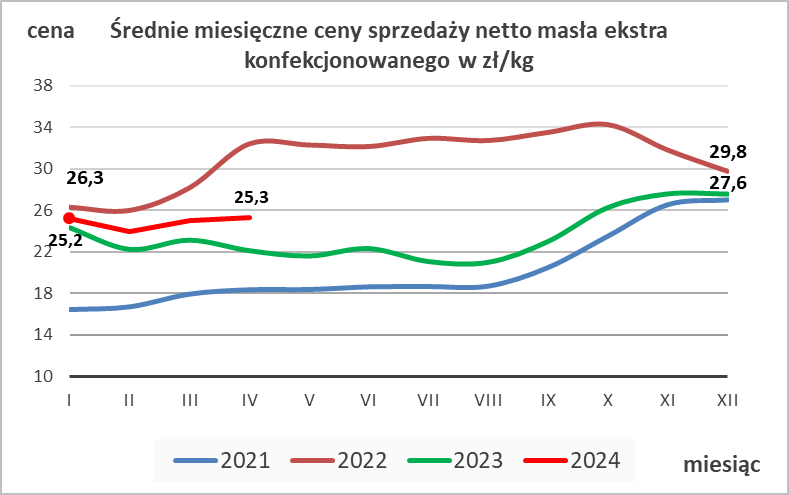 cena Średnie miesięczne ceny sprzedaży netto masła ekstra
konfekcjonowanego w zł/kg
38
34
30
26
22
18
14
10
26,3
25,2
25,3
29,8
27,6
I II III IV V VI VII VIII IX X XI XII
2021 2022 2023 2024
miesiąc